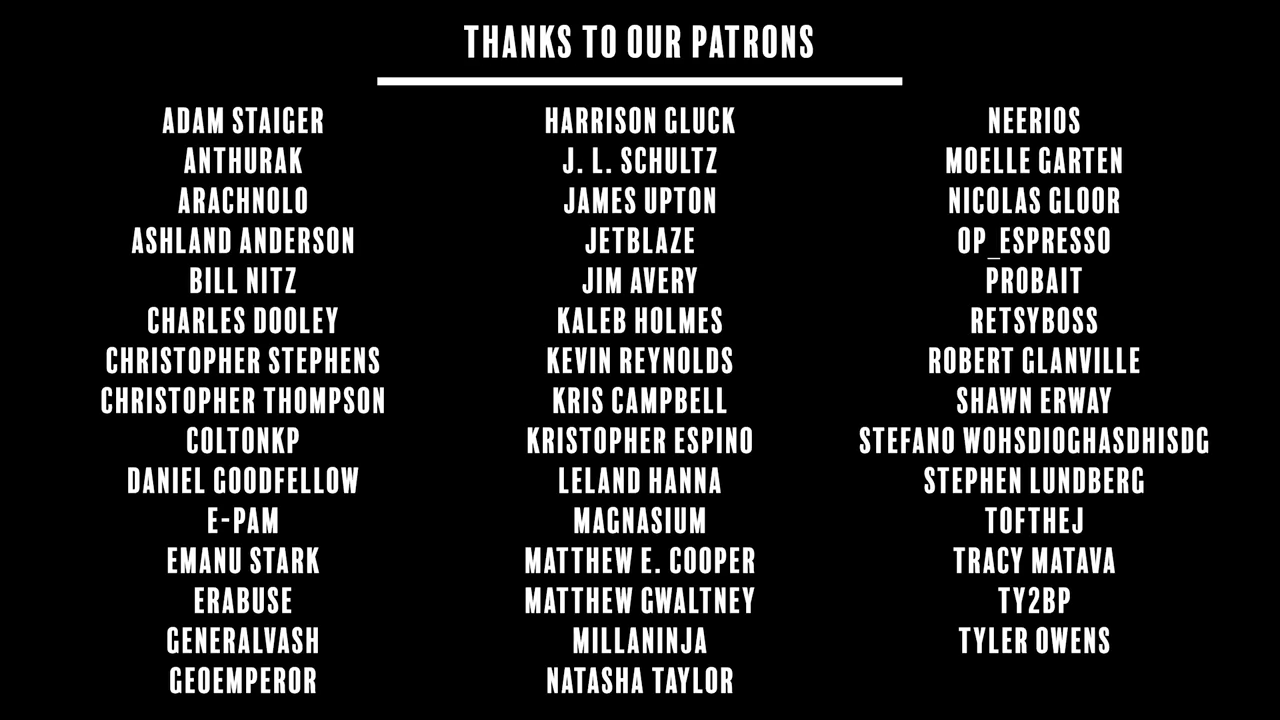 THANKS TO OUR PATRONS
ADAM STAIGER
ANTHURAK
ARACHNOLO
ASHLAND ANDERSON
BILL NITZ
CHARLES DOOLEY
CHRISTOPHER STEPHENS
CHRISTOPHER THOMPSON
COLTONKP
DANIEL GOODFELLOW
E-PAM
EMANU STARK
ERABUSE
GENERALVASH
GEOEMPEROR
HARRISON GLUCK
J. L. SCHULTZ
JAMES UPTON
JETBLAZE
JIM AVERY
KALEB HOLMES
KEVIN REYNOLDS
KRIS CAMPBELL
KRISTOPHER ESPINO
LELAND HANNA
MAGNASIUM
MATTHEW E. COOPER
MATTHEW GWALTNEY
MILLANINJA
NATASHA TAYLOR
NEERIOS
MOELLE GARTEN
NICOLAS GLOOR
OP_ESPRESSO
PROBAIT
RETSYBOSS
ROBERT GLANVILLE
SHAWN ERWAY
STEFANO WOHSDIOGHASDHISDG
STEPHEN LUNDBERG
TOFTHEJ
TRACY MATAVA
TY2BP
TYLER OWENS